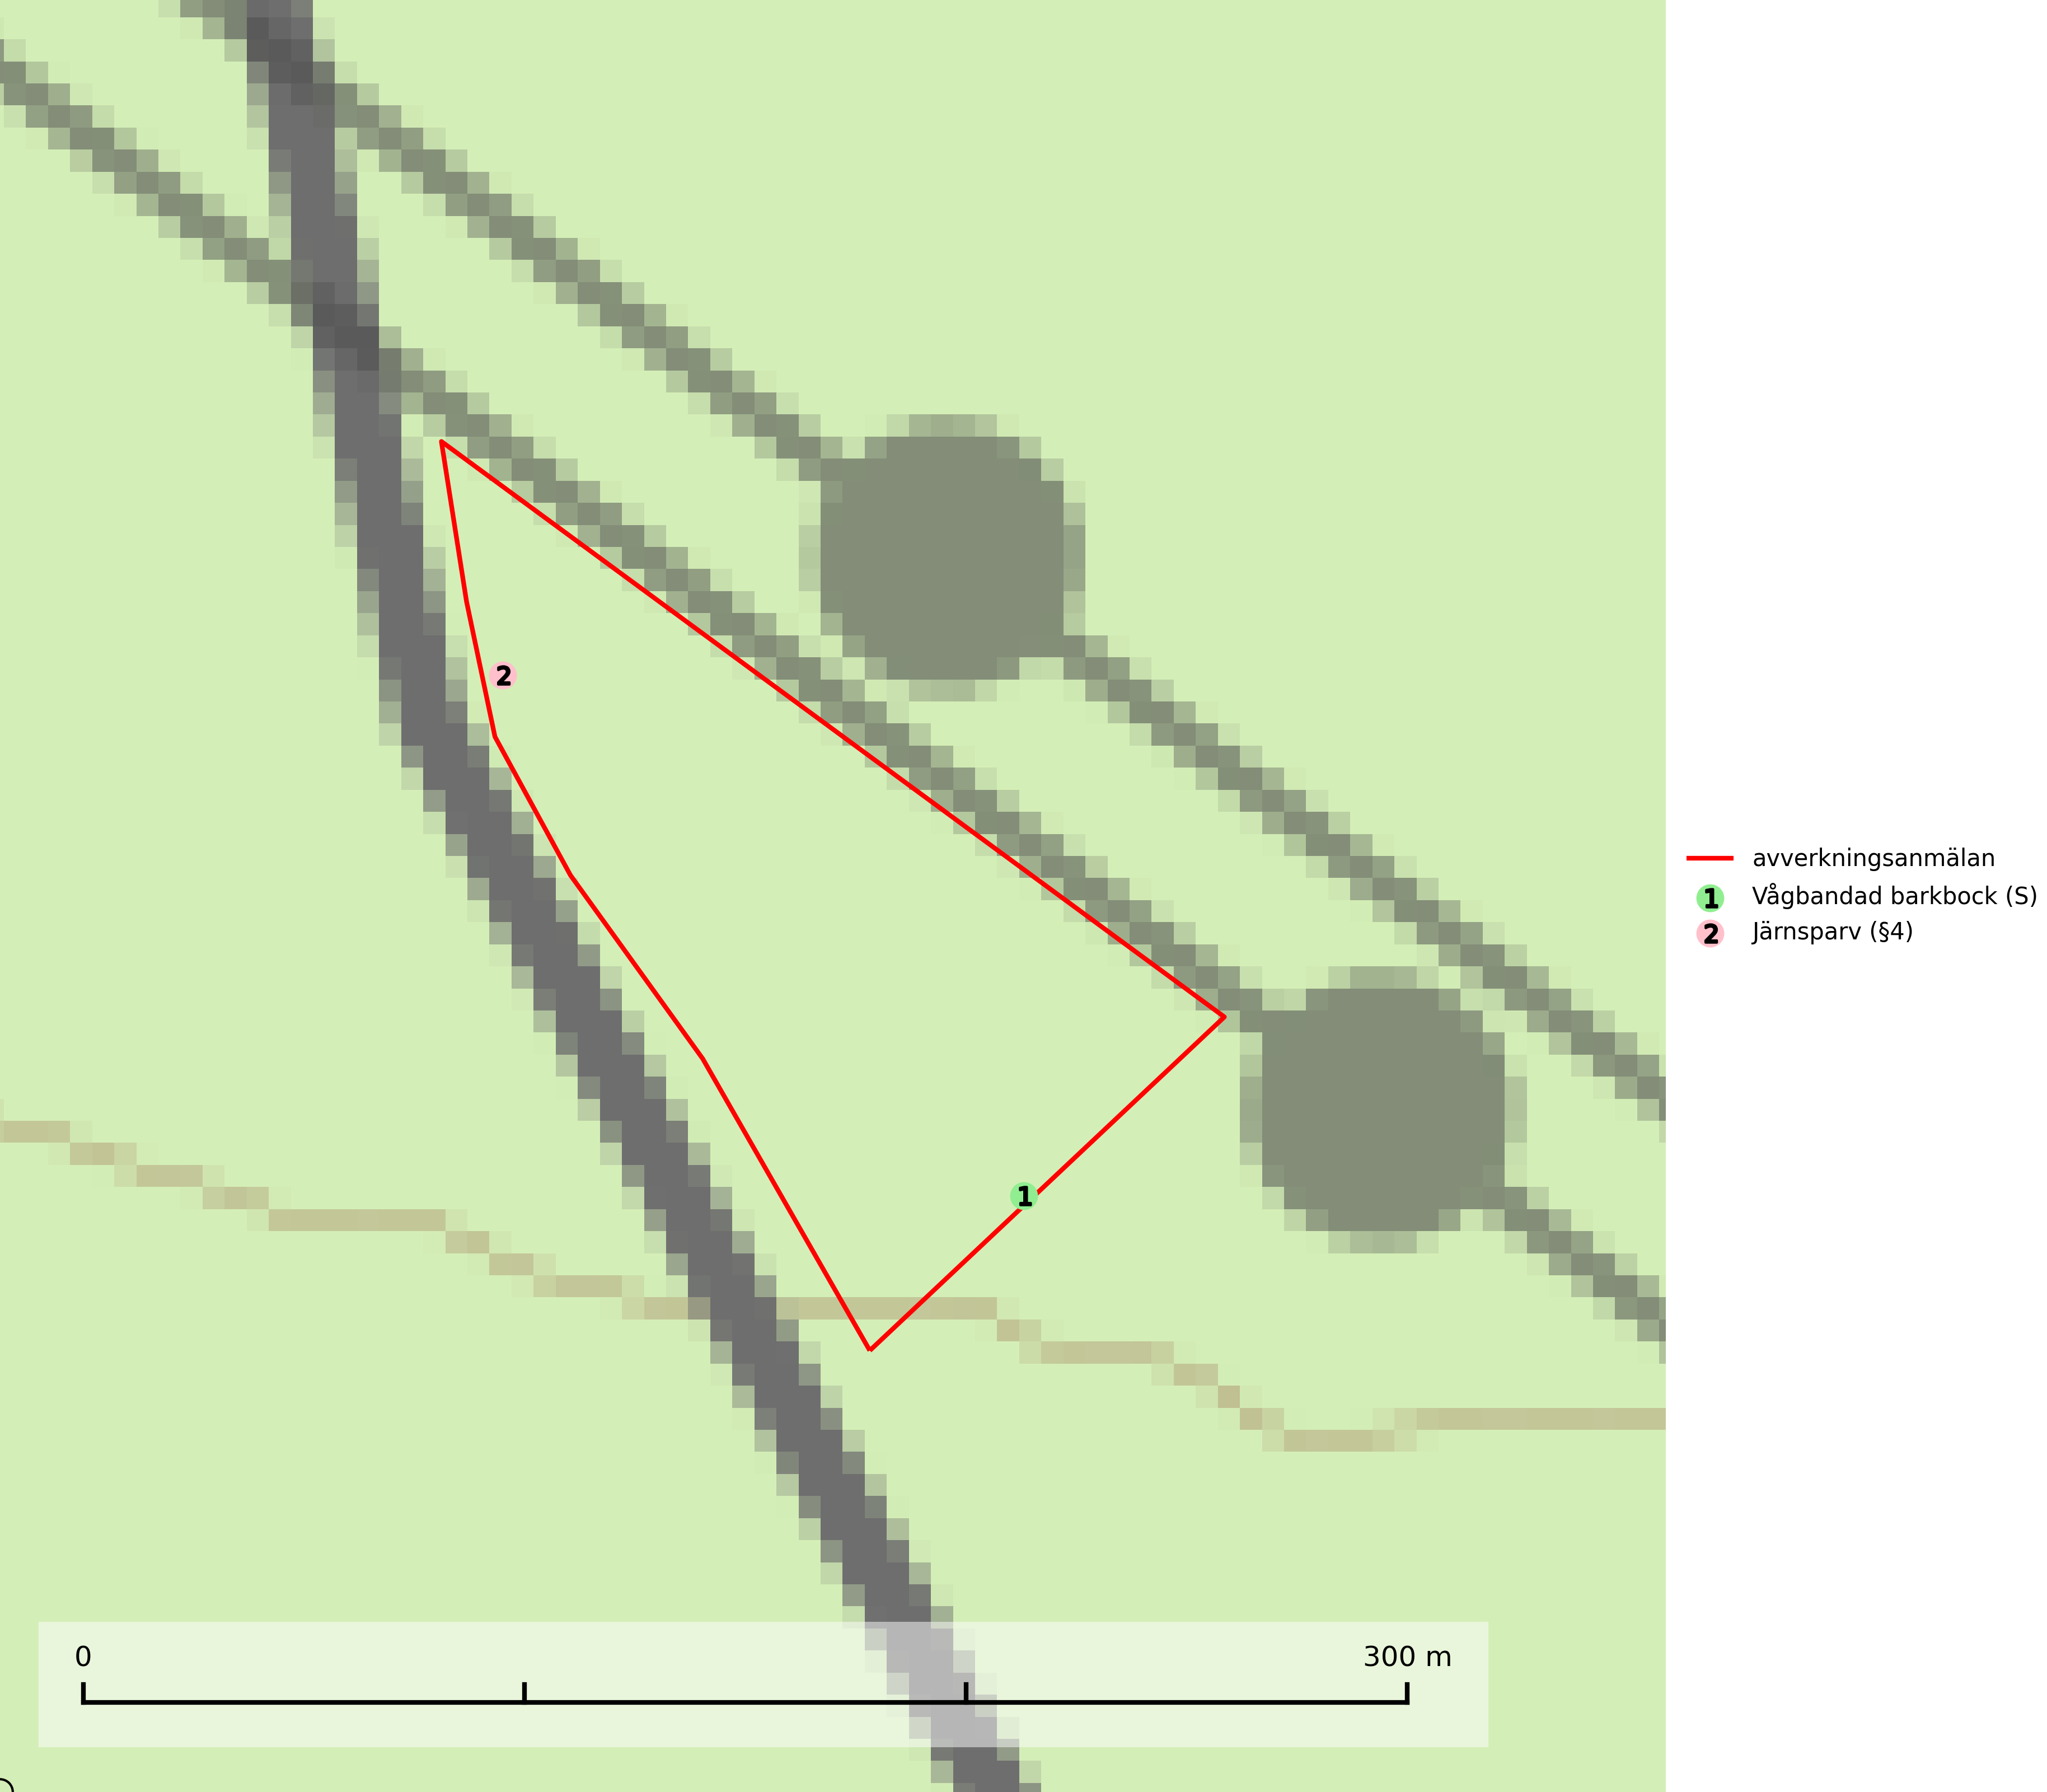 2
1
avverkningsanmälan
1 Vågbandad barkbock (S)
2 Järnsparv (§4)
0 300 m